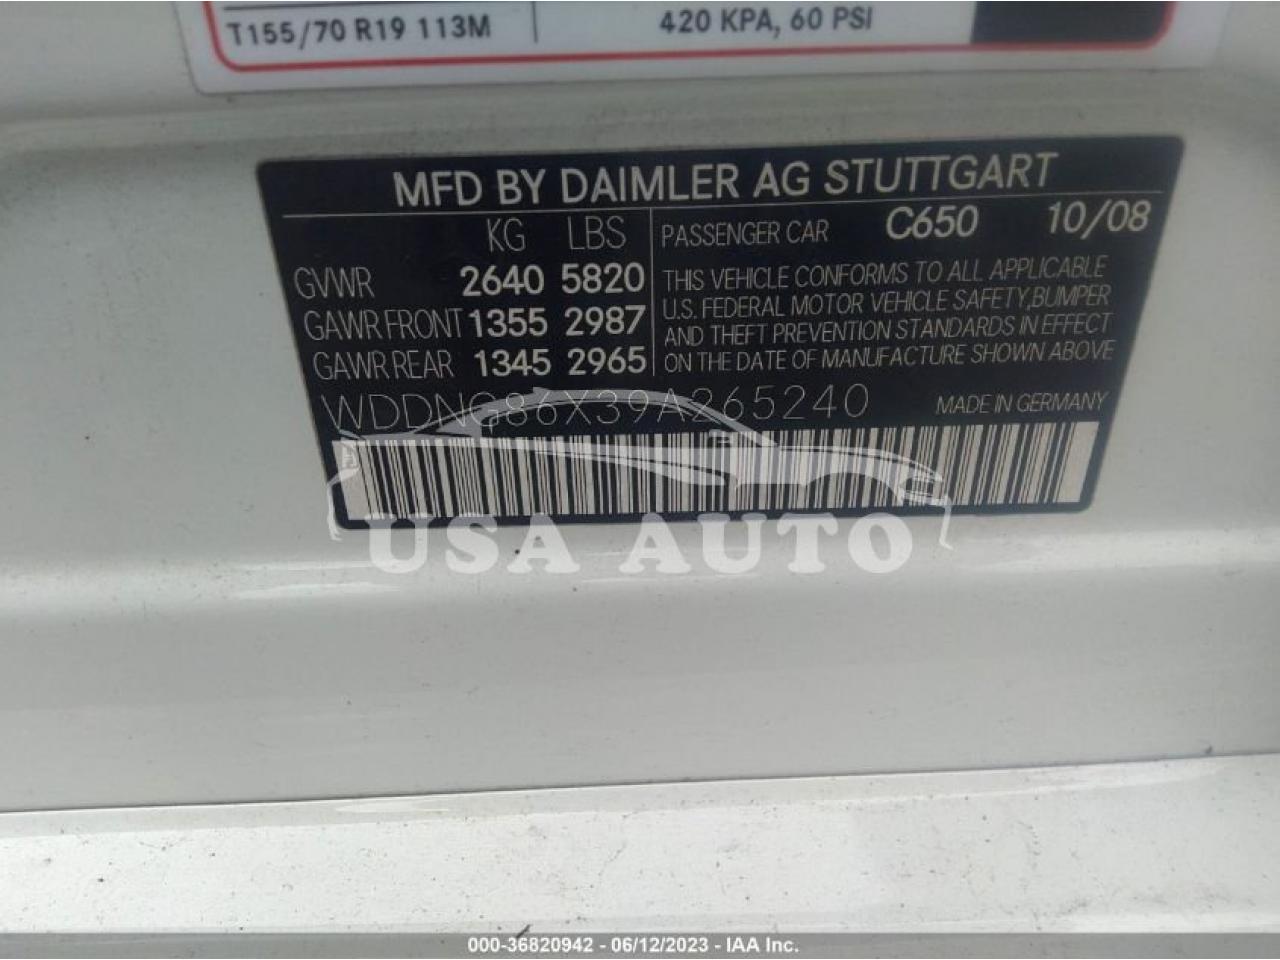 T155/70 R19 113M 420 KPA, 60 PSI
MFD BY DAIMLER AG STUTTGART
KG LBS PASSENGER CAR C650 10/08
GVWR 2640 5820
GAWR FRONT 1355 2987
GAWR REAR 1345 2965
THIS VEHICLE CONFORMS TO ALL APPLICABLE
U.S. FEDERAL MOTOR VEHICLE SAFETY,BUMPER
AND THEFT PREVENTION STANDARDS IN EFFECT
ON THE DATE OF MANUFACTURE SHOWN ABOVE
WDDNG86X39A265240 MADE IN GERMANY
USA AUTO
000-36820942 - 06/12/2023 - IAA Inc.